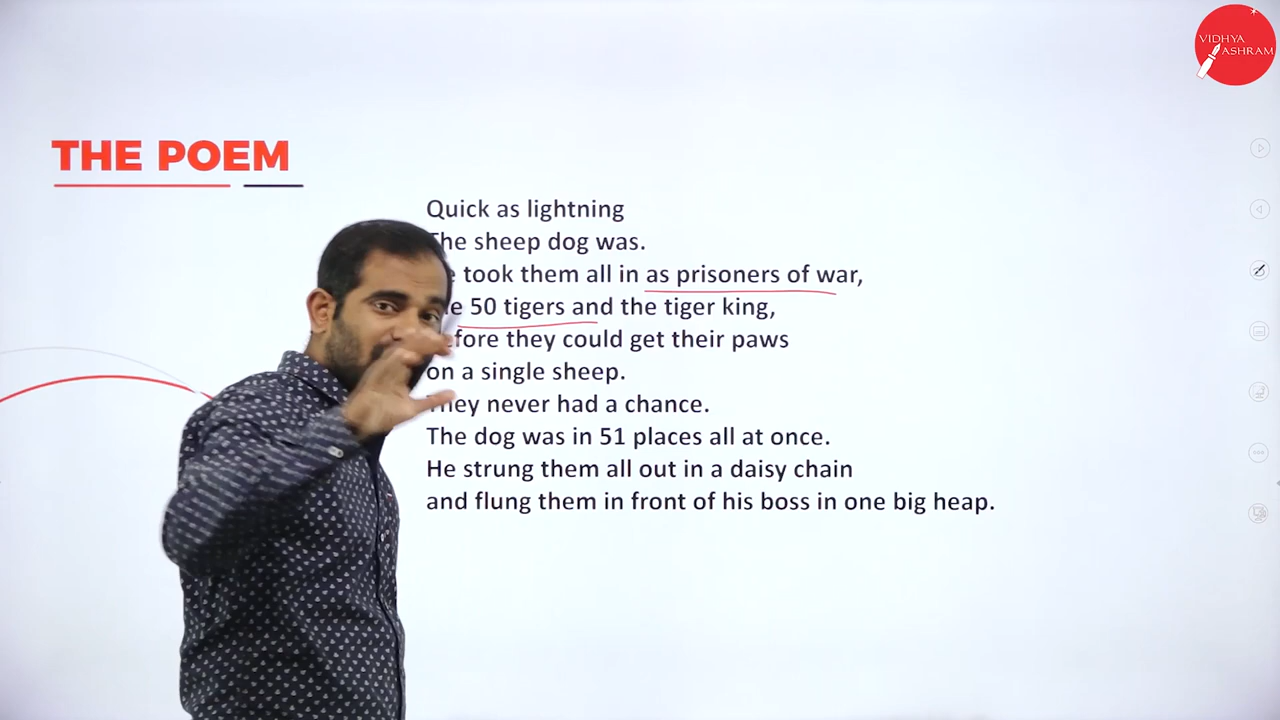 VIDHYA
ASHRAM
THE POEM
Quick as lightning
The sheep dog was.
took them all in as prisoners of war,
50 tigers and the tiger king,
before they could get their paws
on a single sheep.
They never had a chance.
The dog was in 51 places all at once.
He strung them all out in a daisy chain
and flung them in front of his boss in one big heap.